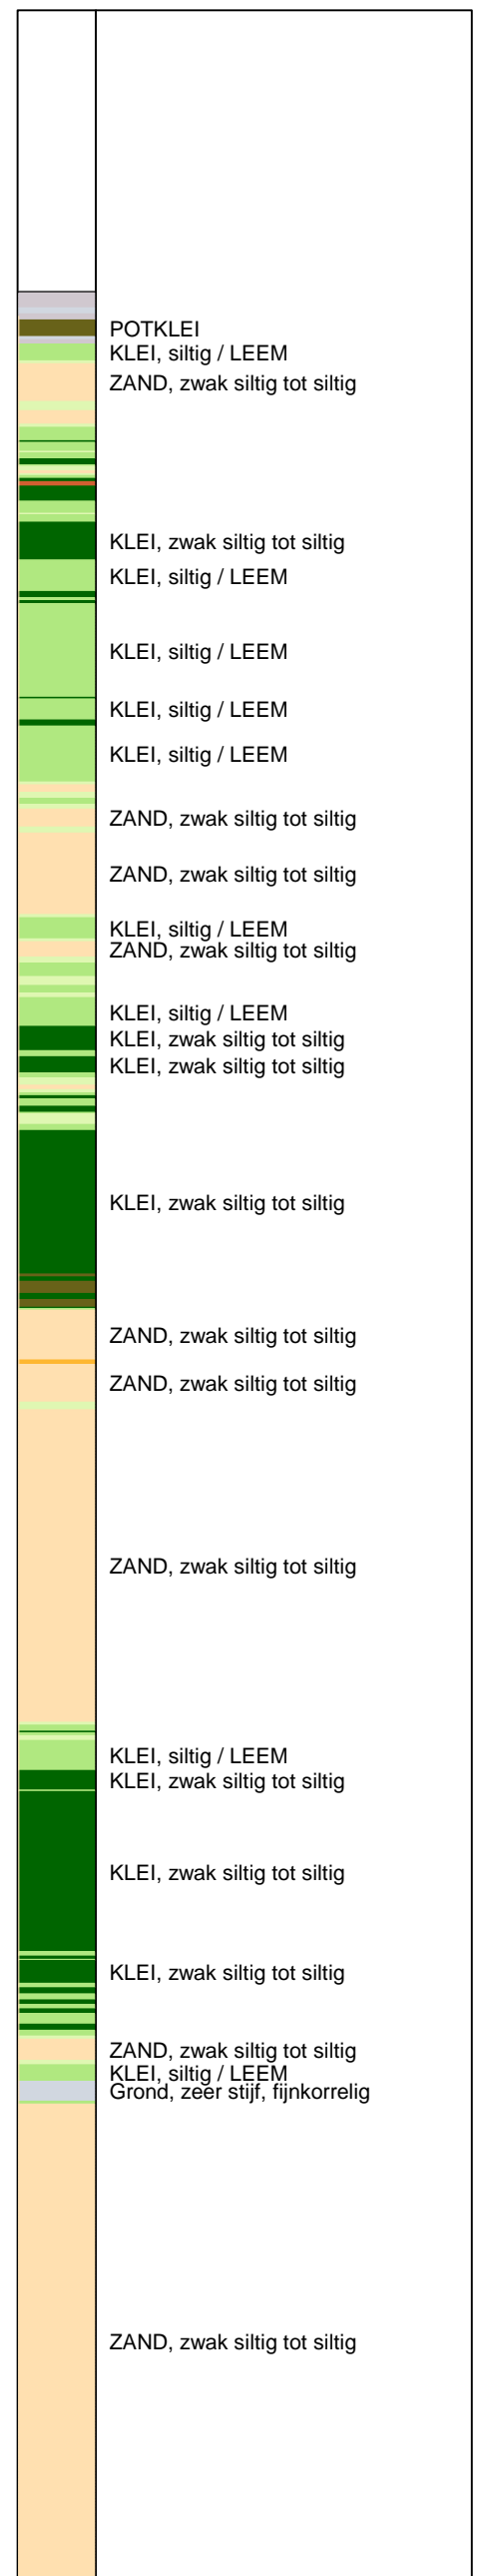 POTKLEI
KLEI, siltig / LEEM
ZAND, zwak siltig tot siltig
KLEI, zwak siltig tot siltig
KLEI, siltig / LEEM
KLEI, siltig / LEEM
KLEI, siltig / LEEM
KLEI, siltig / LEEM
ZAND, zwak siltig tot siltig
ZAND, zwak siltig tot siltig
KLEI, siltig / LEEM
ZAND, zwak siltig tot siltig
KLEI, siltig / LEEM
KLEI, zwak siltig tot siltig
KLEI, zwak siltig tot siltig
KLEI, zwak siltig tot siltig
ZAND, zwak siltig tot siltig
ZAND, zwak siltig tot siltig
ZAND, zwak siltig tot siltig
KLEI, siltig / LEEM
KLEI, zwak siltig tot siltig
KLEI, zwak siltig tot siltig
KLEI, zwak siltig tot siltig
ZAND, zwak siltig tot siltig
KLEI, siltig / LEEM
Grond, zeer stijf, fijnkorrelig
ZAND, zwak siltig tot siltig